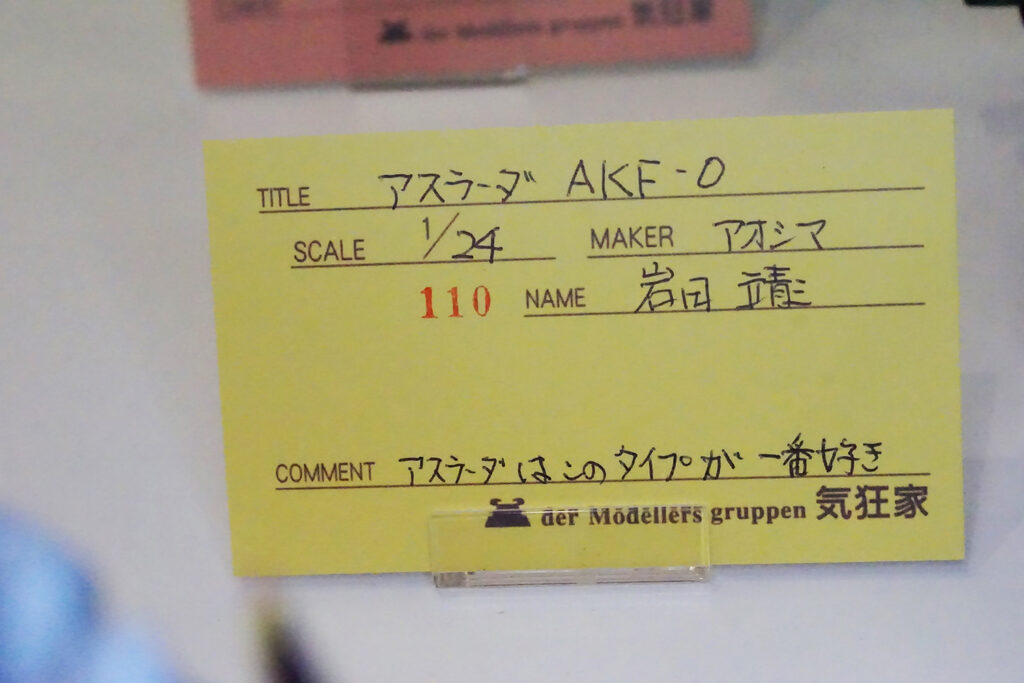 der Modellers gruppen 気狂家
TITLE アスラーダ AKF-0
SCALE 1/24 MAKER アオシマ
110 NAME 岩田
COMMENT アスラーダはこのタイプが一番好き
der Modellers gruppen 気狂家